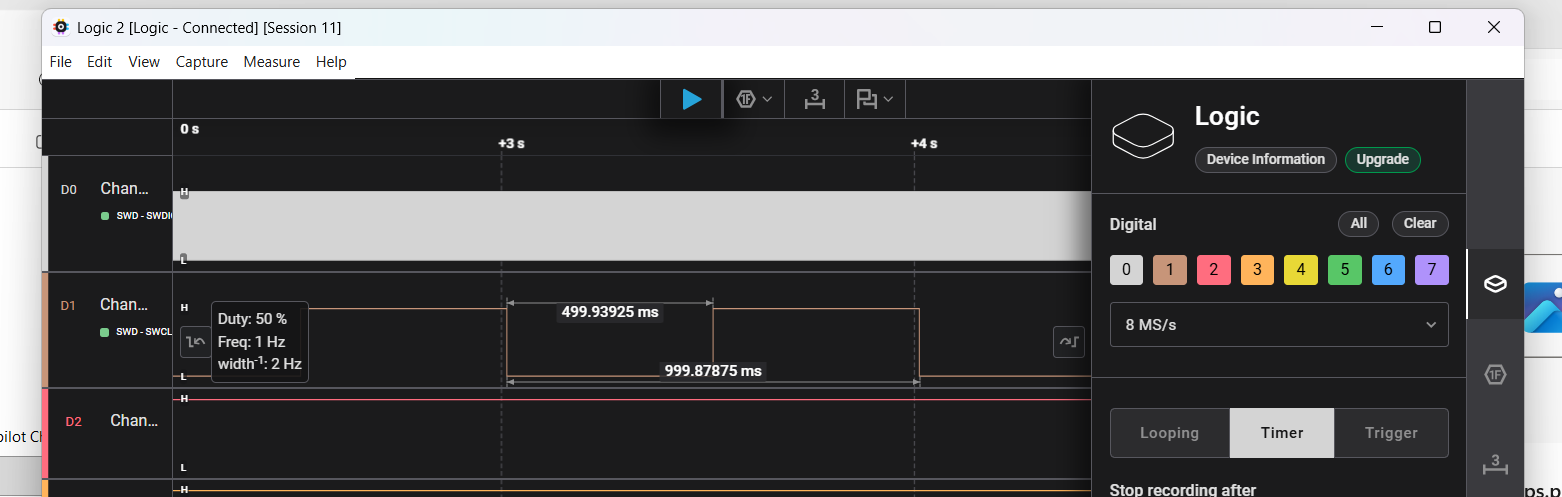 Logic 2 [Logic - Connected] [Session 11]
File Edit View Capture Measure Help
0 s
+3 s +4 s
Logic
Device Information Upgrade
D0 Chan...
SWD - SWDI
H
L
Digital All Clear
0 1 2 3 4 5 6 7
8 MS/s
D1 Chan...
SWD - SWCL
H
L
Duty: 50 %
Freq: 1 Hz
width-1: 2 Hz
499.93925 ms
999.87875 ms
D2 Chan...
H
L
H
Looping Timer Trigger
Stop recording after
1F
3
1F
3